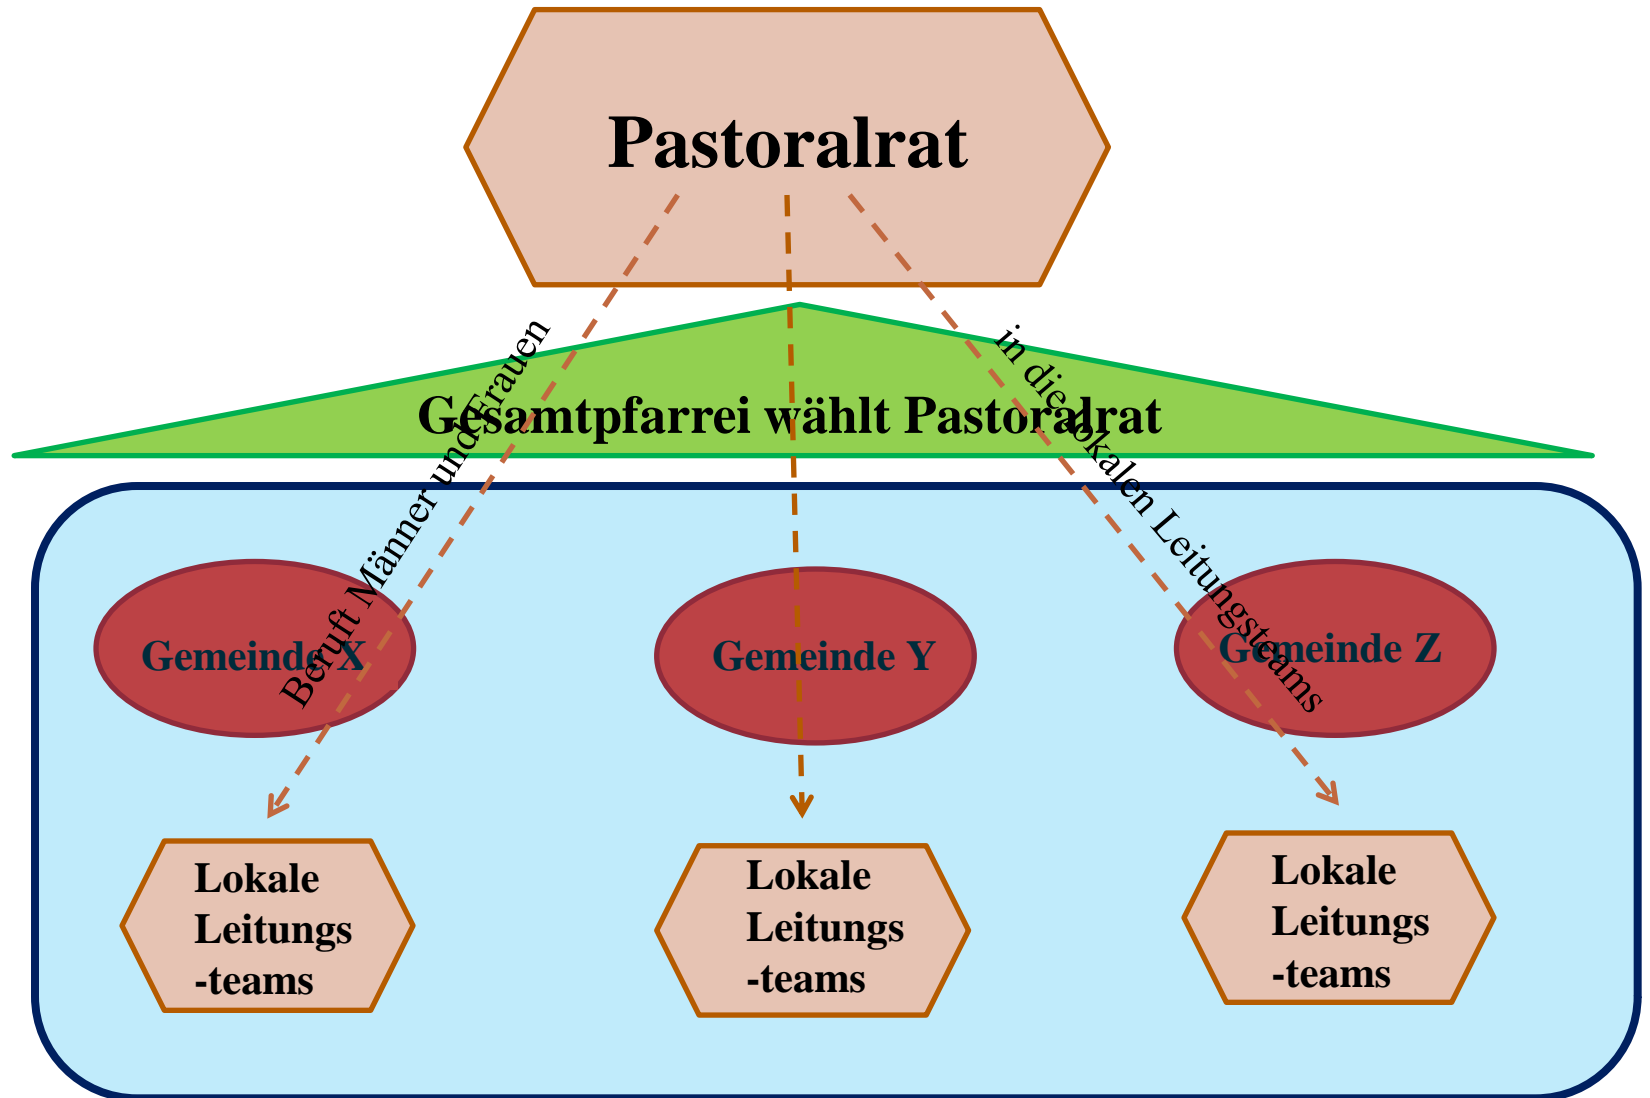 Pastoralrat
Gesamtpfarrei wählt Pastoralrat
Beruft Männer und Frauen
in die lokalen Leitungsteams
Gemeinde X
Gemeinde Y
Gemeinde Z
Lokale
Leitungs
-teams
Lokale
Leitungs
-teams
Lokale
Leitungs
-teams